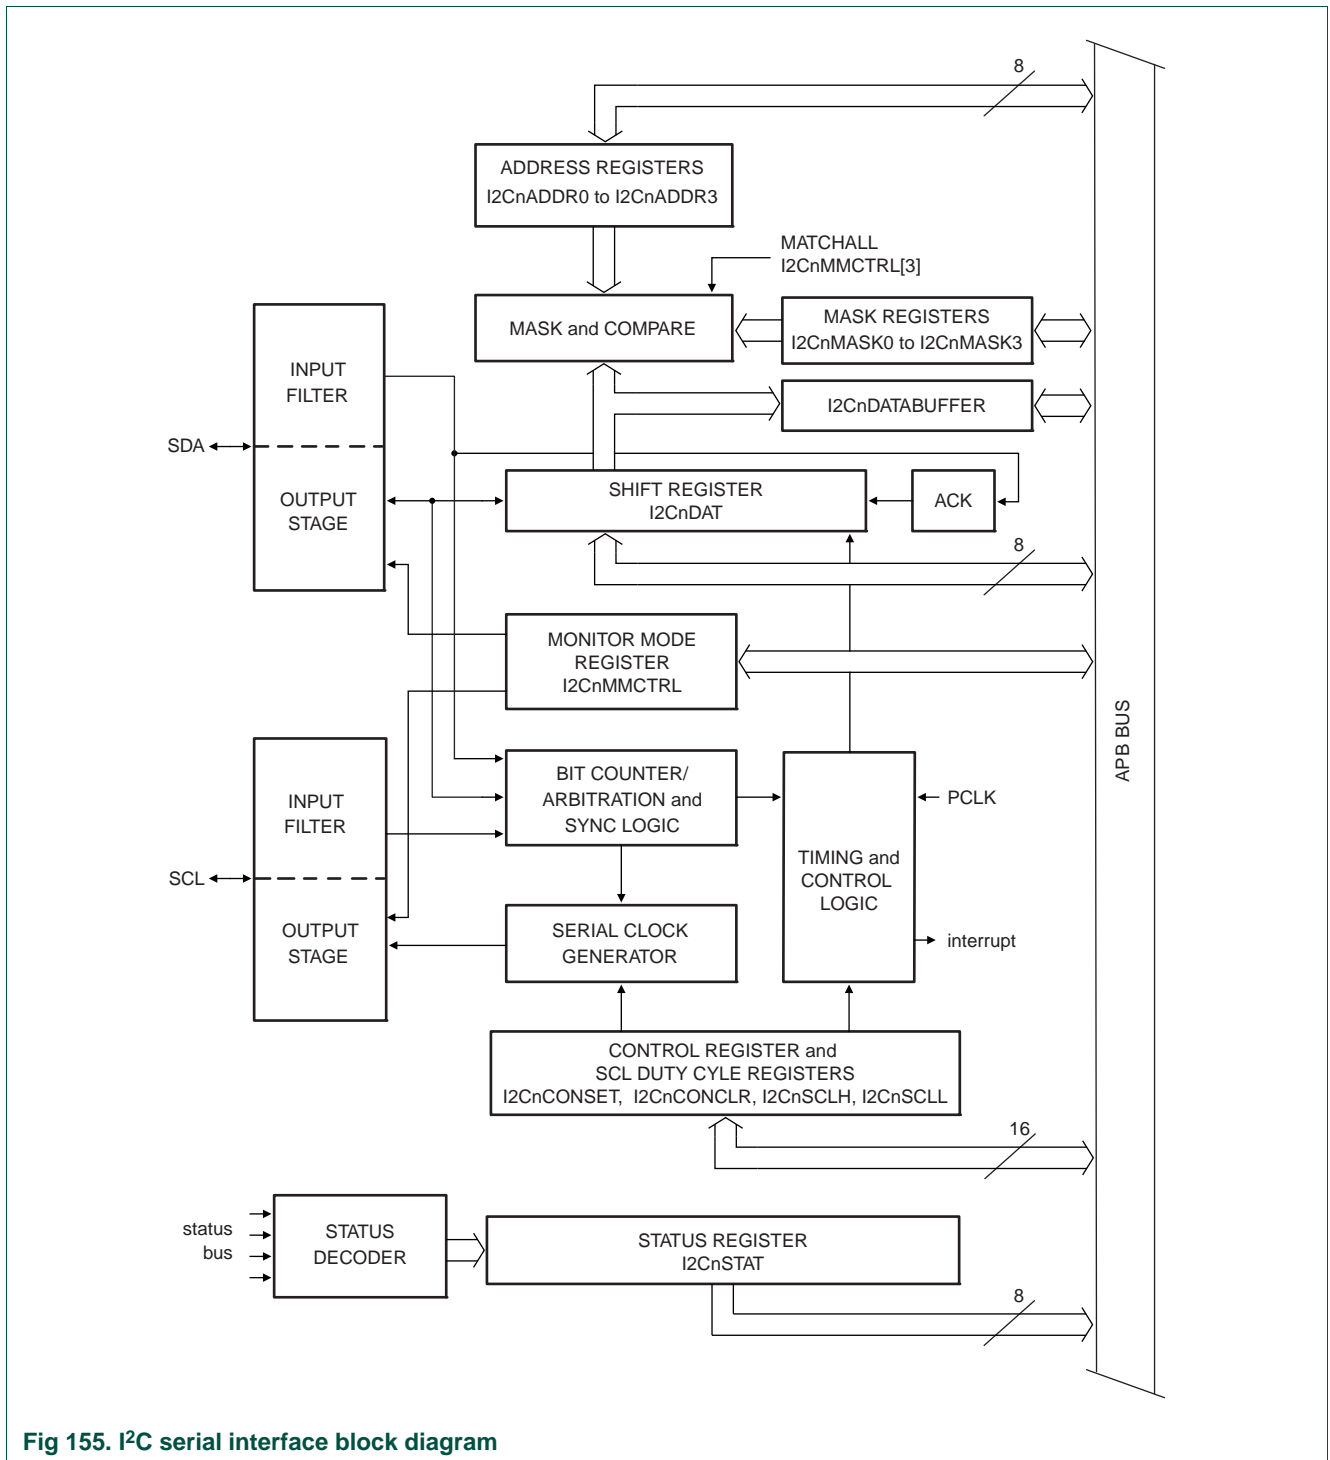 8
ADDRESS REGISTERS
I2CnADDR0 to I2CnADDR3
MATCHALL
I2CnMMCTRL[3]
MASK and COMPARE
MASK REGISTERS
I2CnMASK0 to I2CnMASK3
INPUT
FILTER
I2CnDATABUFFER
SDA
OUTPUT
STAGE
SHIFT REGISTER
I2CnDAT
ACK
8
MONITOR MODE
REGISTER
I2CnMMCTRL
APB BUS
INPUT
FILTER
BIT COUNTER/
ARBITRATION and
SYNC LOGIC
PCLK
TIMING and
CONTROL
LOGIC
SCL
OUTPUT
STAGE
SERIAL CLOCK
GENERATOR
interrupt
CONTROL REGISTER and
SCL DUTY CYLE REGISTERS
I2CnCONSET, I2CnCONCLR, I2CnSCLH, I2CnSCLL
16
status
bus
STATUS
DECODER
STATUS REGISTER
I2CnSTAT
8
Fig 155. I²C serial interface block diagram